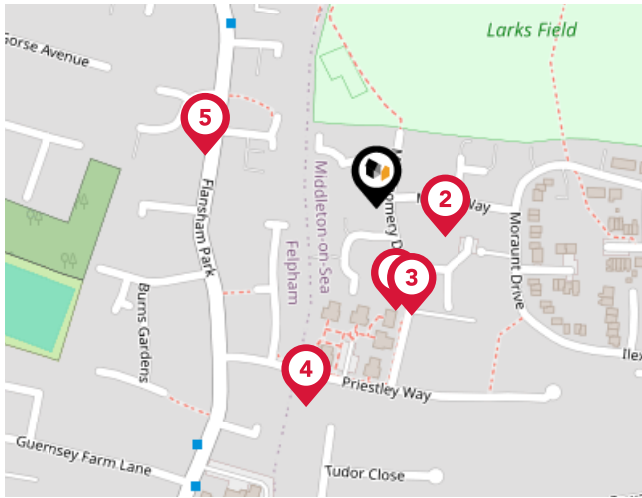 Larks Field
Gorse Avenue
5
2
Way
Middleton-on-Sea
Felpham
Flansham Park
Moraunt Drive
3
Burns Gardens
4
Priestley Way
Guernsey Farm Lane
Tudor Close